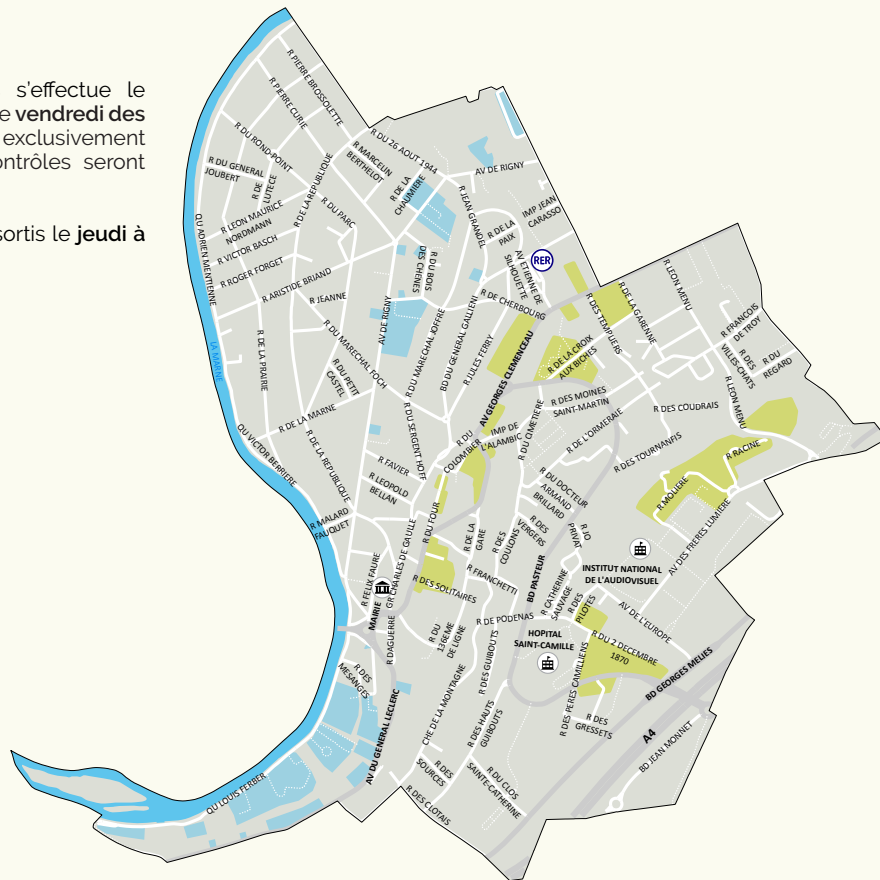 s'effectue le
e vendredi des
exclusivement
ontrôles seront
sortis le jeudi à
R PIERRE BROSSOLETTE
R PIERRE CURIE
R DU ROND-POINT
R DU GENERAL
JOUBERT
R DE
LUTECE
R DE LA REPUBLIQUE
R DU 26 AOUT 1944
R MARCELIN
BERTHELOT
R DE LA
CHAUMIERE
AV DE RIGNY
R JEAN GRANDEL
IMP JEAN
CARASSO
R DE LA
PAIX
AV ETIENNE DE
SILHOUETTE
RER
QU ADRIEN MENTIENNE
R LEON MAURICE
NORDMANN
R VICTOR BASCH
R ROGER FORGET
R DU PARC
R ARISTIDE BRIAND
R JEANNE
R DU BOIS
DES CHENES
AV DE RIGNY
R DU MARECHAL JOFFRE
BD DU GENERAL GALLIENI
R DE CHERBOURG
R JULES FERRY
AV GEORGES CLEMENCEAU
R DES TEMPLIERS
R DE LA GARENNE
R LEON MENU
R FRANCOIS
DE TROY
R DES
VILLES-CHATS
R DU
REGARD
R LEON MENU
LA MARNE
R DE LA PRAIRIE
R DU MARECHAL FOCH
R DU PETIT
CASTEL
R DE LA CROIX
AUX BICHES
R DES MOINES
SAINT-MARTIN
R DES COUDRAIS
R DE LA MARNE
QU VICTOR BERRIERE
R DE LA REPUBLIQUE
R DU SERGENT HOFF
R DU
COLOMBIER
IMP DE
L'ALAMBIC
R DU CIMETIERE
R DE L'ORMERAIE
R DES TOURNANFIS
R RACINE
R MOLIERE
R FAVIER
R LEOPOLD
BELLAN
R DU DOCTEUR
ARMAND
BRILLARD
R MALARD
FAUQUET
R DU FOUR
R DE LA
GARE
R DES
COULONS
R DES
VERGERS
R JO
PRIVAT
AV DES FRERES LUMIERE
INSTITUT NATIONAL
DE L'AUDIOVISUEL
R FELIX FAURE
GR CHARLES DE GAULLE
MAIRIE
R DES SOLITAIRES
R FRANCHETTI
BD PASTEUR
R CATHERINE
SAUVAGE
R DES
PILOTES
AV DE L'EUROPE
R DAGUERRE
R DU
136EME
DE LIGNE
R DE PODENAS
HOPITAL
SAINT-CAMILLE
R DU 2 DECEMBRE
1870
BD GEORGES MELIES
R DES
MESANGES
AV DU GENERAL LECLERC
CHE DE LA MONTAGNE
R DES GUIBOUTS
R DES HAUTS
GUIBOUTS
R DES PERES CAMILLIENS
R DES
GRESSETS
A4
BD JEAN MONNET
QU LOUIS FERBER
R DES
SOURCES
R DU CLOS
SAINTE-CATHERINE
R DES CLOTAIS